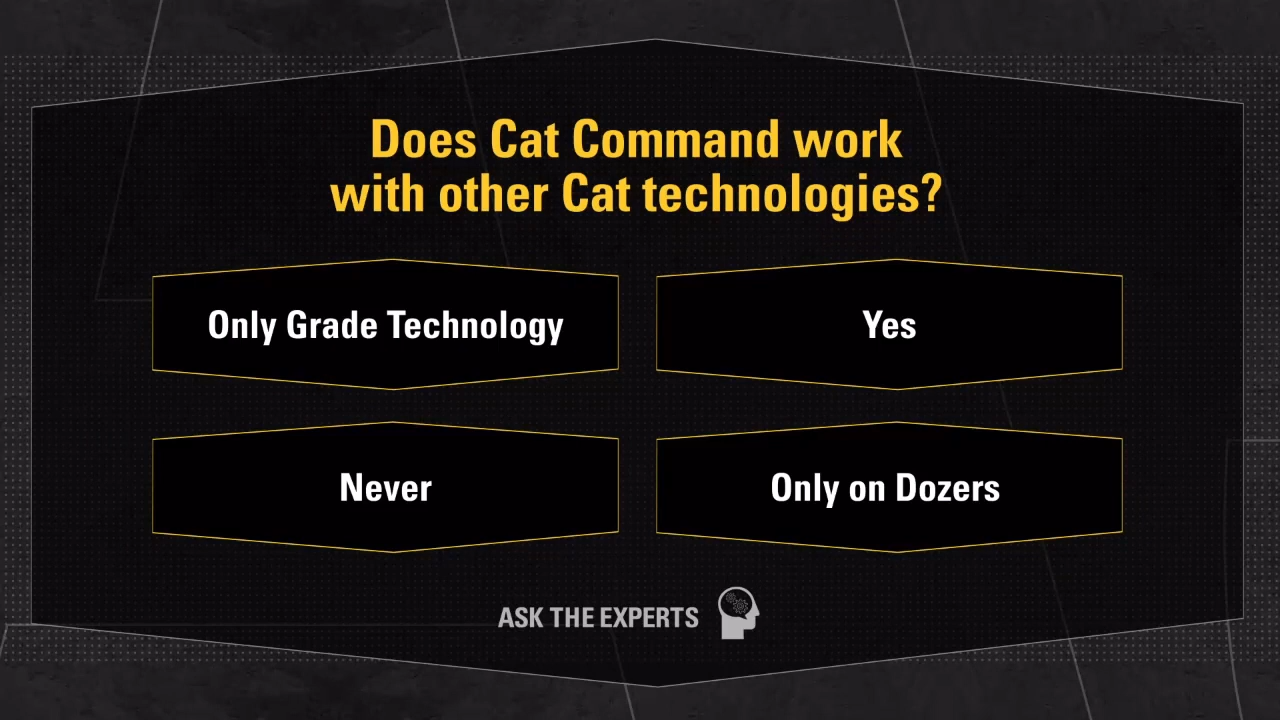 Does Cat Command work
with other Cat technologies?
Only Grade Technology
Yes
Never
Only on Dozers
ASK THE EXPERTS